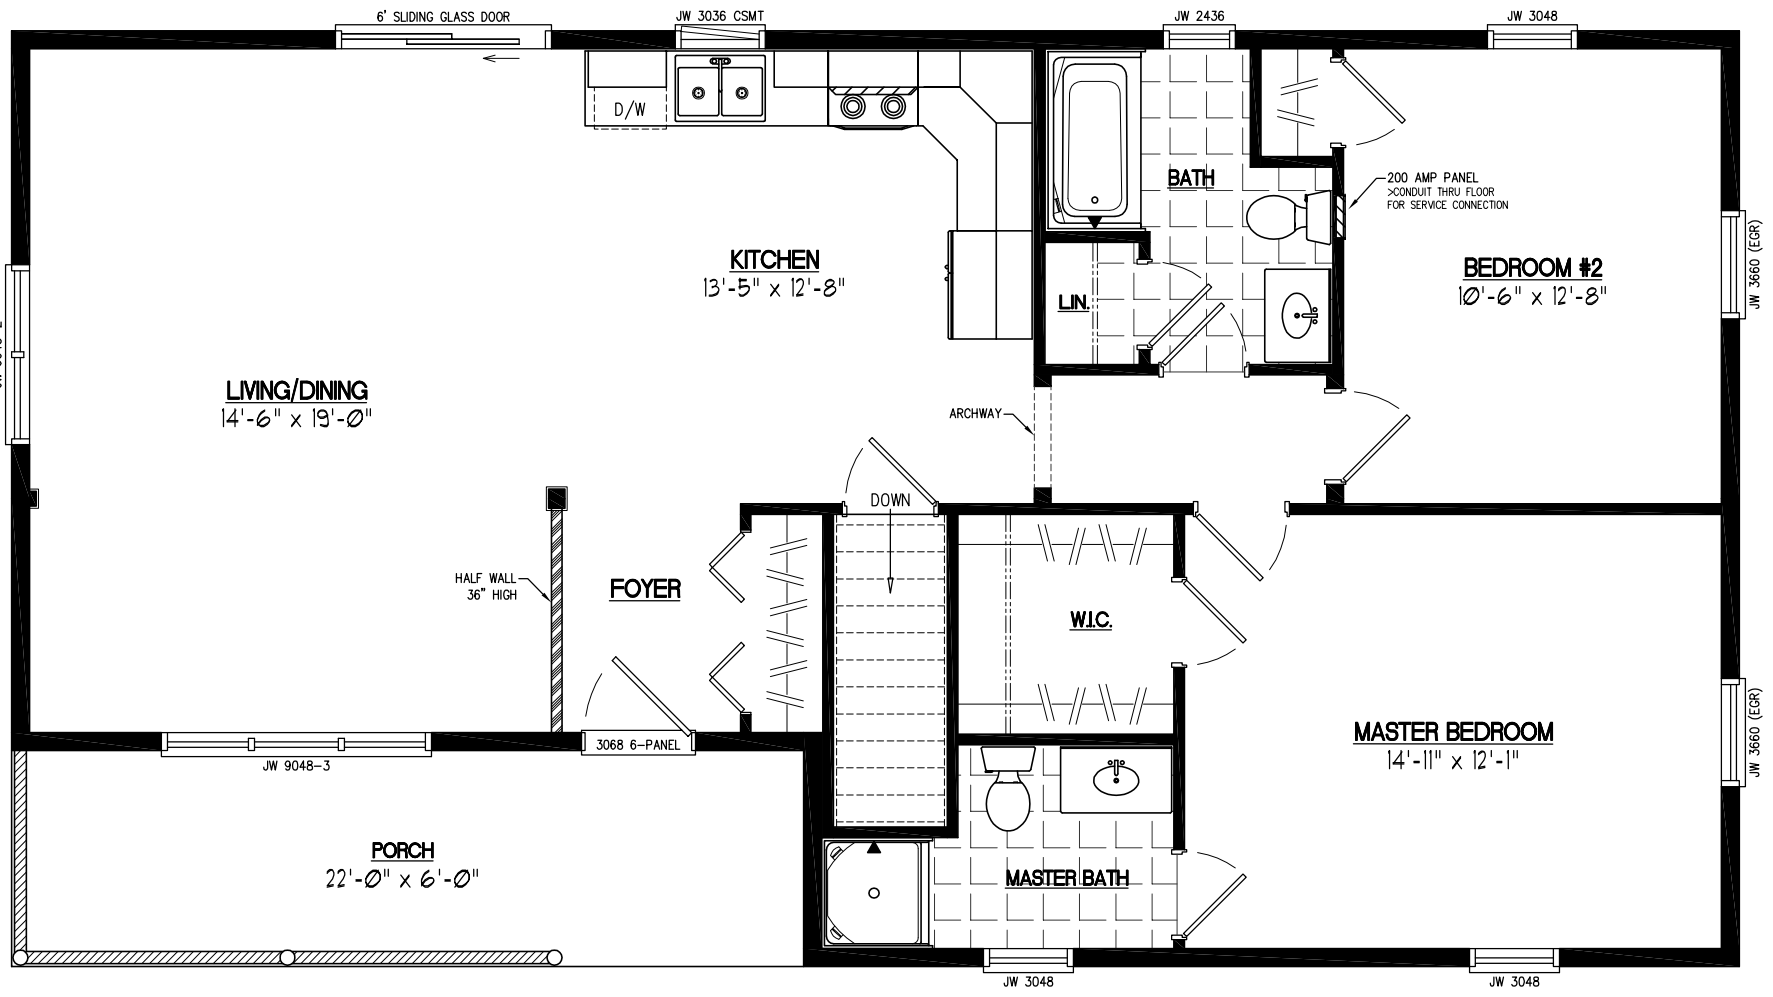 6' SLIDING GLASS DOOR
JW 3036 CSMT
JW 2436
JW 3048
D/W
BATH
200 AMP PANEL
>CONDUIT THRU FLOOR
FOR SERVICE CONNECTION
KITCHEN
13'-5" x 12'-8"
BEDROOM #2
10'-6" x 12'-8"
JW 3660 (EGR)
LIN.
LIVING/DINING
14'-6" x 19'-0"
ARCHWAY
DOWN
HALF WALL
36" HIGH
FOYER
W.I.C.
MASTER BEDROOM
14'-11" x 12'-1"
JW 3660 (EGR)
3068 6-PANEL
JW 9048-3
PORCH
22'-0" x 6'-0"
MASTER BATH
JW 3048
JW 3048